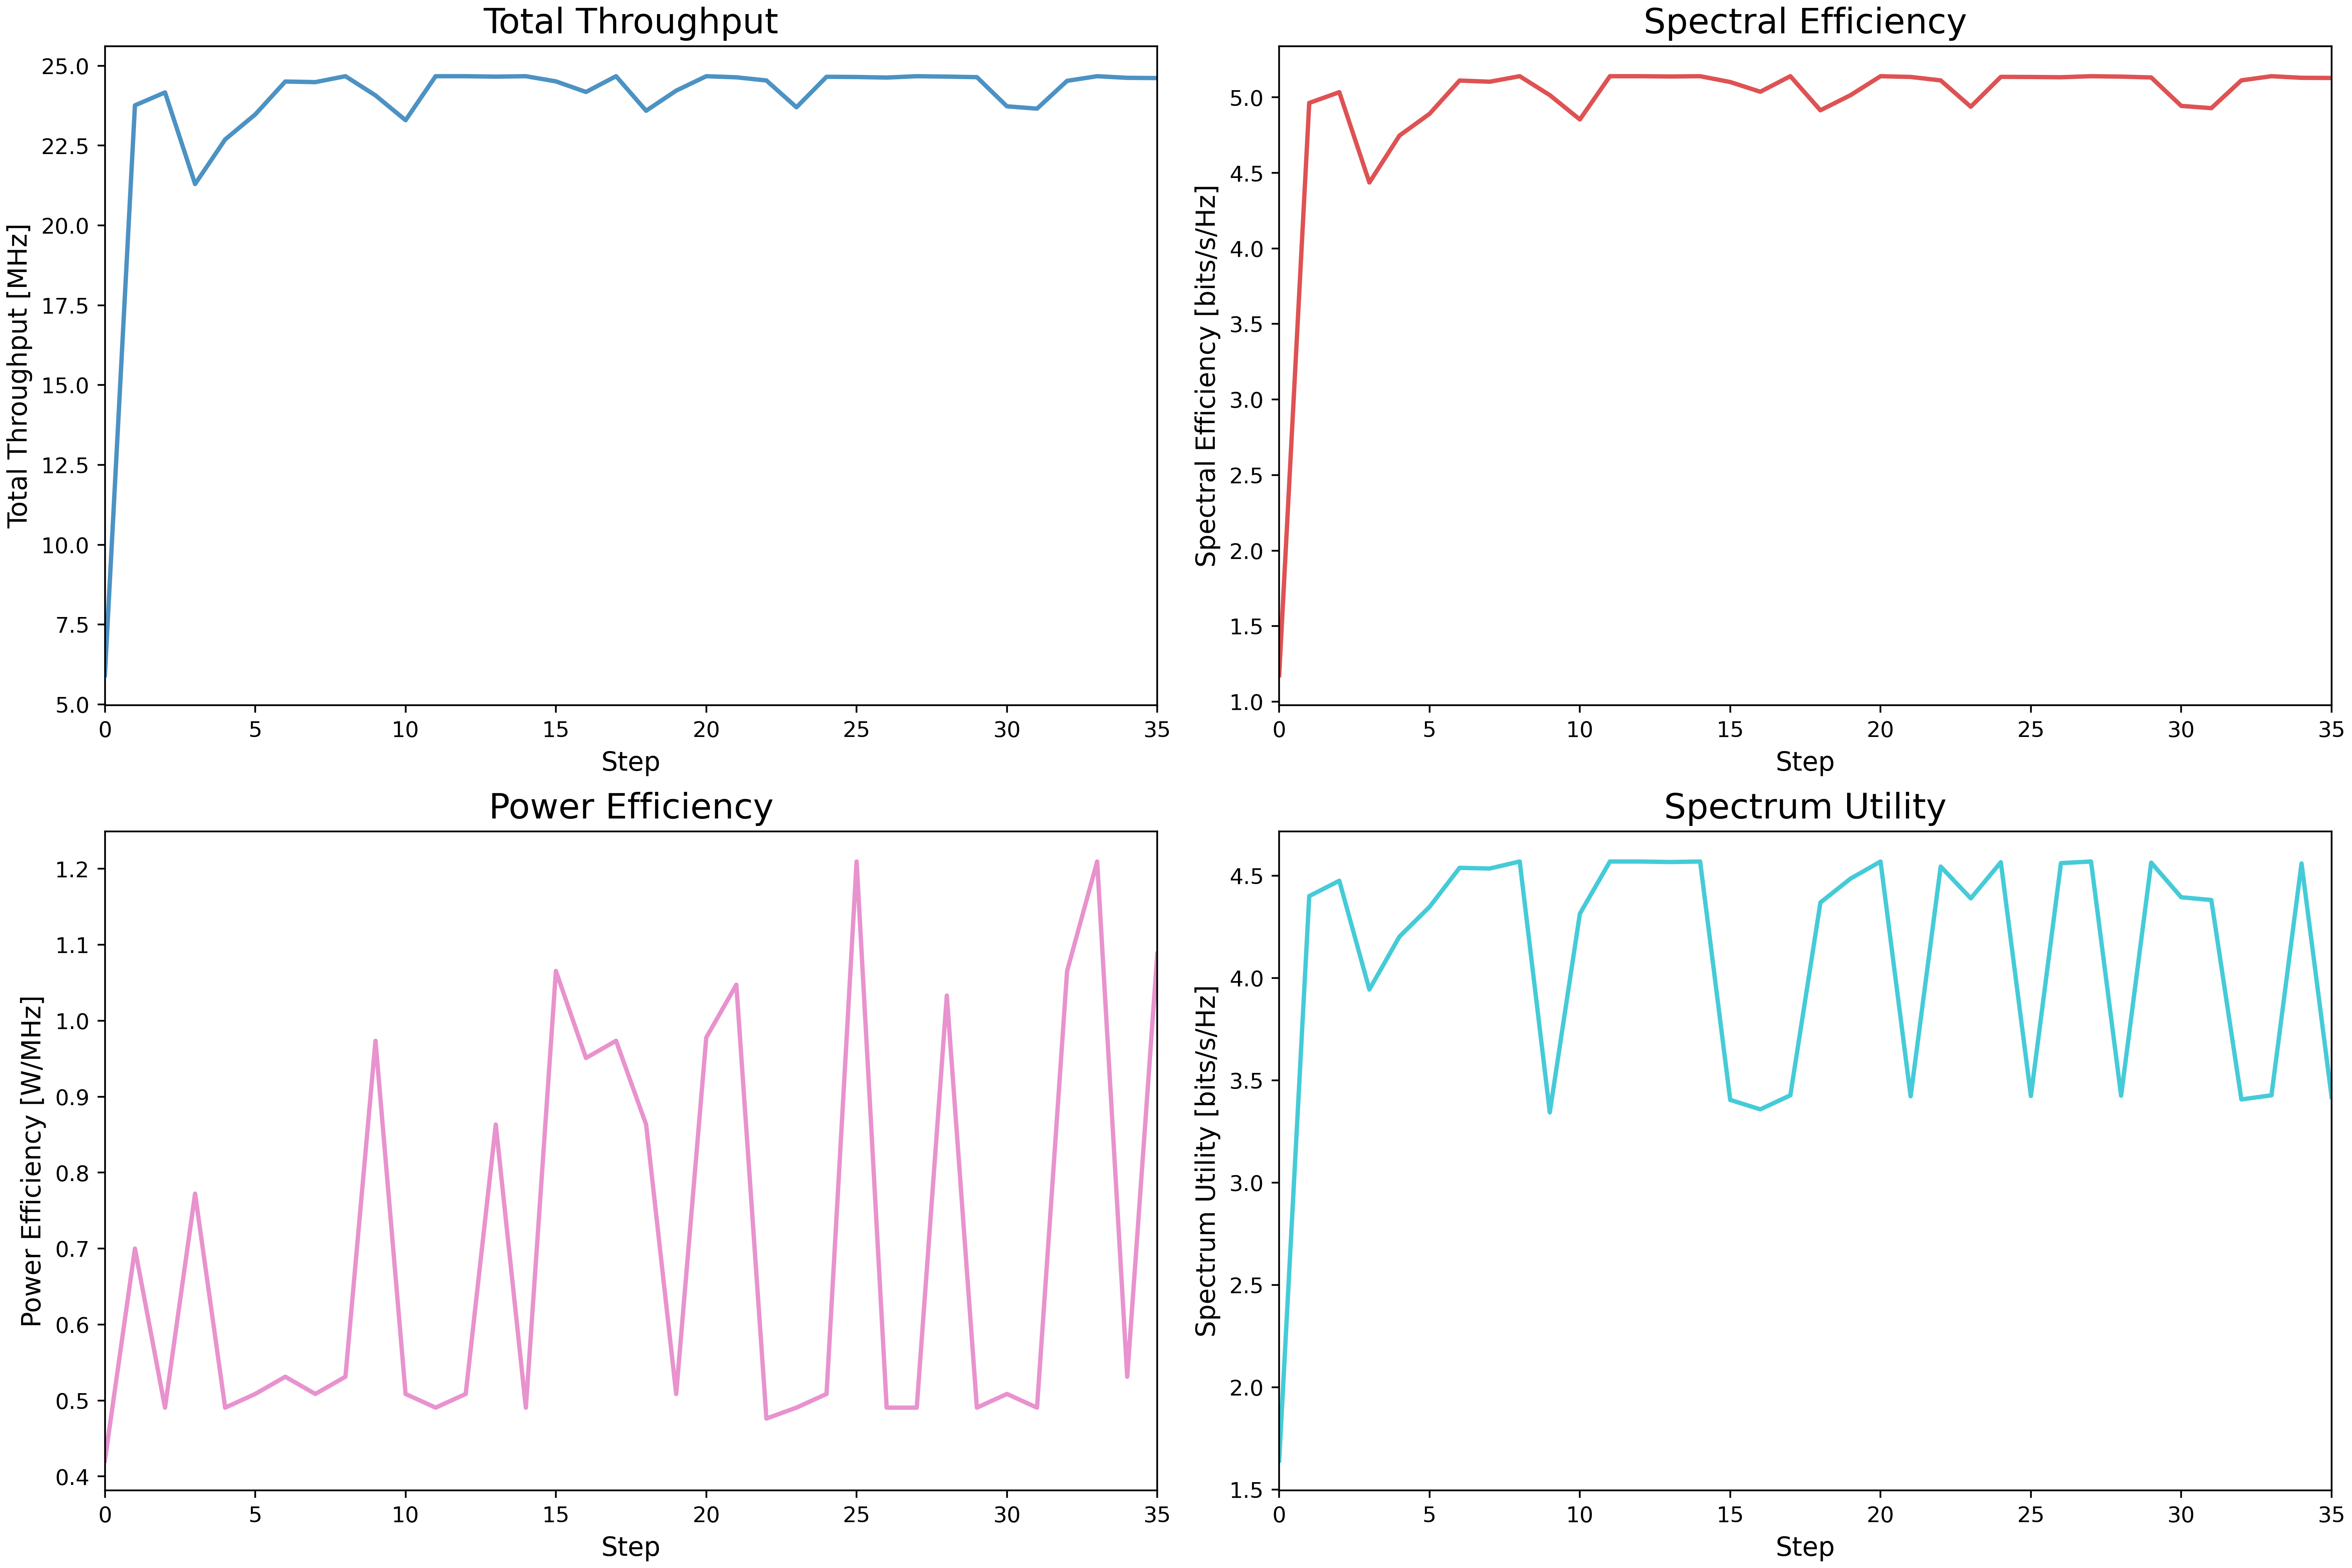 Total Throughput
Total Throughput [MHz]
25.0
22.5
20.0
17.5
15.0
12.5
10.0
7.5
5.0
0 5 10 15 20 25 30 35
Step
Spectral Efficiency
Spectral Efficiency [bits/s/Hz]
5.0
4.5
4.0
3.5
3.0
2.5
2.0
1.5
1.0
0 5 10 15 20 25 30 35
Step
Power Efficiency
Power Efficiency [W/MHz]
1.2
1.1
1.0
0.9
0.8
0.7
0.6
0.5
0.4
0 5 10 15 20 25 30 35
Step
Spectrum Utility
Spectrum Utility [bits/s/Hz]
4.5
4.0
3.5
3.0
2.5
2.0
1.5
0 5 10 15 20 25 30 35
Step